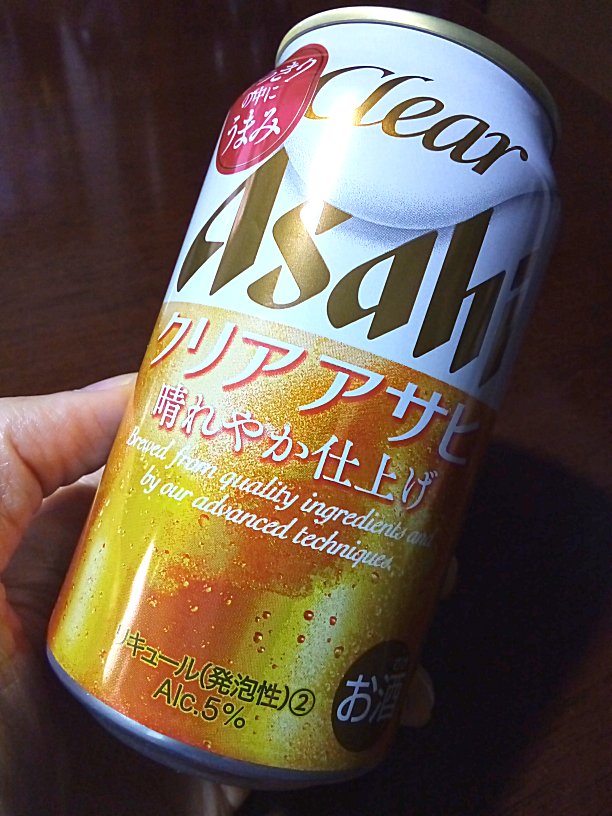 の中に
うまみ
Clear
Asahi
クリア アサヒ
晴れやか仕上げ
Brewed from quality ingredients and
by our advanced techniques.
リキュール(発泡性)②
Alc.5%
お酒